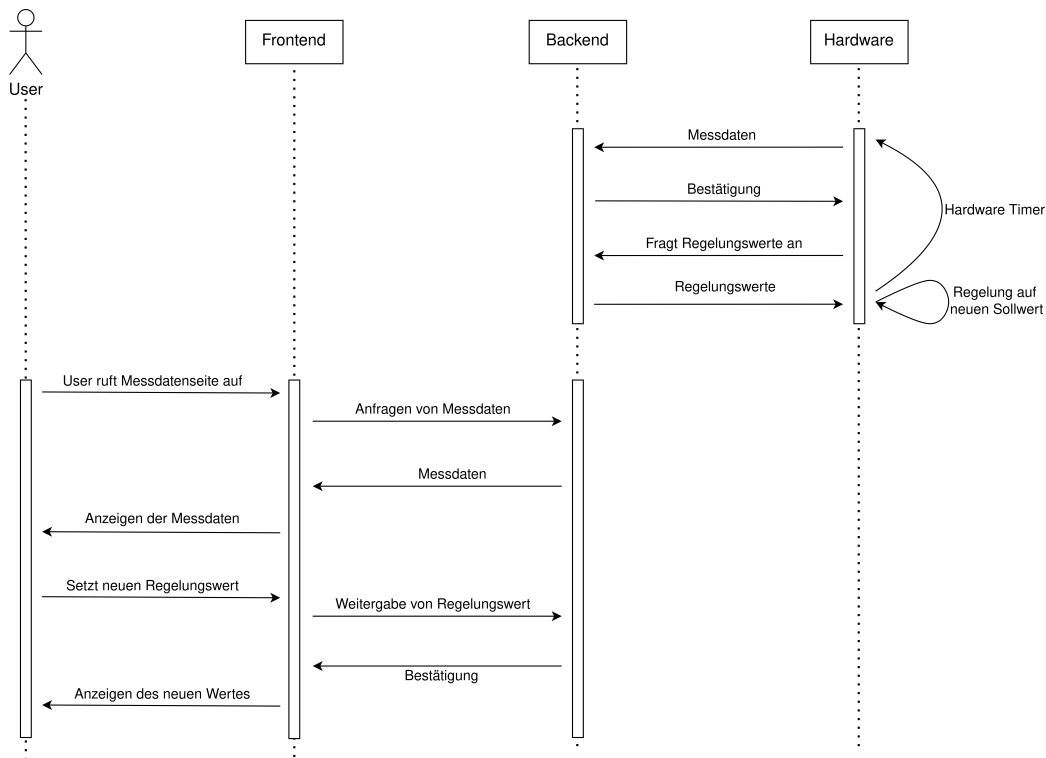 User
Frontend
Backend
Hardware
Messdaten
Bestätigung
Hardware Timer
Fragt Regelungswerte an
Regelungswerte
Regelung auf
neuen Sollwert
User ruft Messdatenseite auf
Anfragen von Messdaten
Messdaten
Anzeigen der Messdaten
Setzt neuen Regelungswert
Weitergabe von Regelungswert
Bestätigung
Anzeigen des neuen Wertes